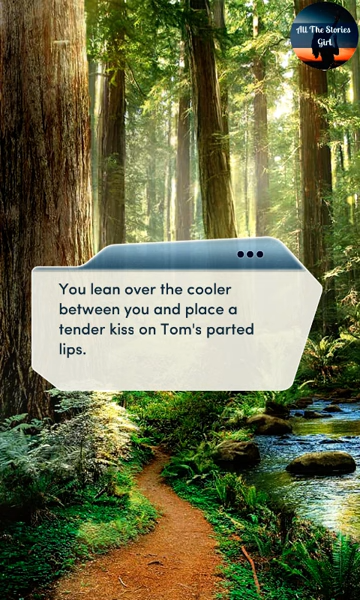 All The Stories
Girl
You lean over the cooler
between you and place a
tender kiss on Tom's parted
lips.